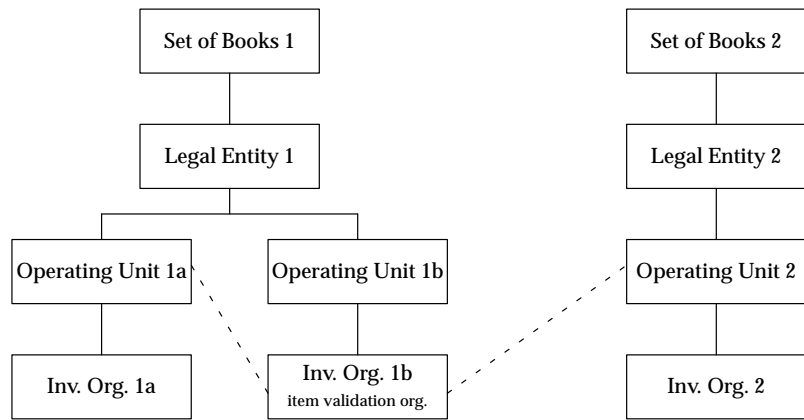 Set of Books 1
Set of Books 2
Legal Entity 1
Legal Entity 2
Operating Unit 1a
Operating Unit 1b
Operating Unit 2
Inv. Org. 1a
Inv. Org. 1b
item validation org.
Inv. Org. 2